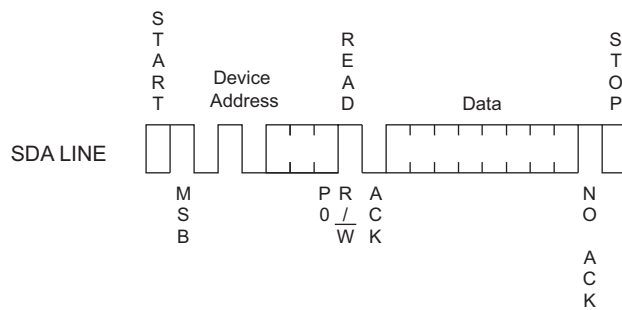 START
READ
STOP
Device
Address
Data
SDA LINE
MSB
P0
R/W
ACK
NO ACK